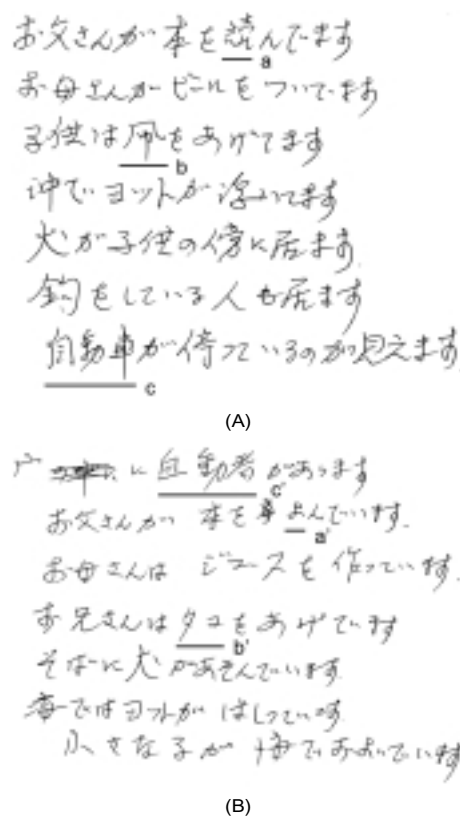 お父さんが本を読んでます
a
お母さんがビールをついでいます
子供は凧をあげてます
b
沖でヨットが浮いてます
犬が子供の傍に居ます
釣をしている人も居ます
自動車が停っているのが見えます
c
(A)
に自動者があります
c'
お父さんが 本を よんでいます.
a'
お母さんは ジュースを 作っています.
お兄さんはタコをあげています
b'
そばに犬があそんでいます.
海ではヨットが はしっています.
小さな子が 海でおよいでいます
(B)